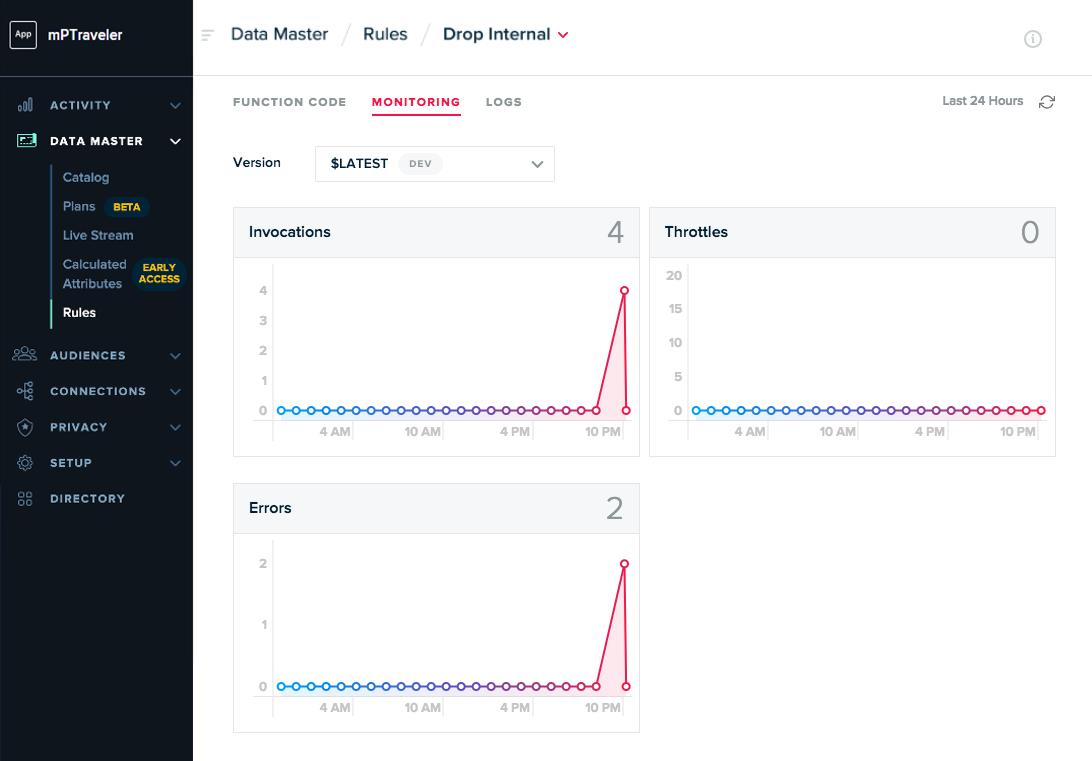 App mPTraveler
ACTIVITY
DATA MASTER
Catalog
Plans BETA
Live Stream
Calculated
Attributes
EARLY
ACCESS
Rules
AUDIENCES
CONNECTIONS
PRIVACY
SETUP
DIRECTORY
Data Master / Rules / Drop Internal
FUNCTION CODE MONITORING LOGS
Last 24 Hours
Version $LATEST DEV
Invocations 4
4
3
2
1
0
4 AM 10 AM 4 PM 10 PM
Throttles 0
20
15
10
5
0
4 AM 10 AM 4 PM 10 PM
Errors 2
2
1
0
4 AM 10 AM 4 PM 10 PM